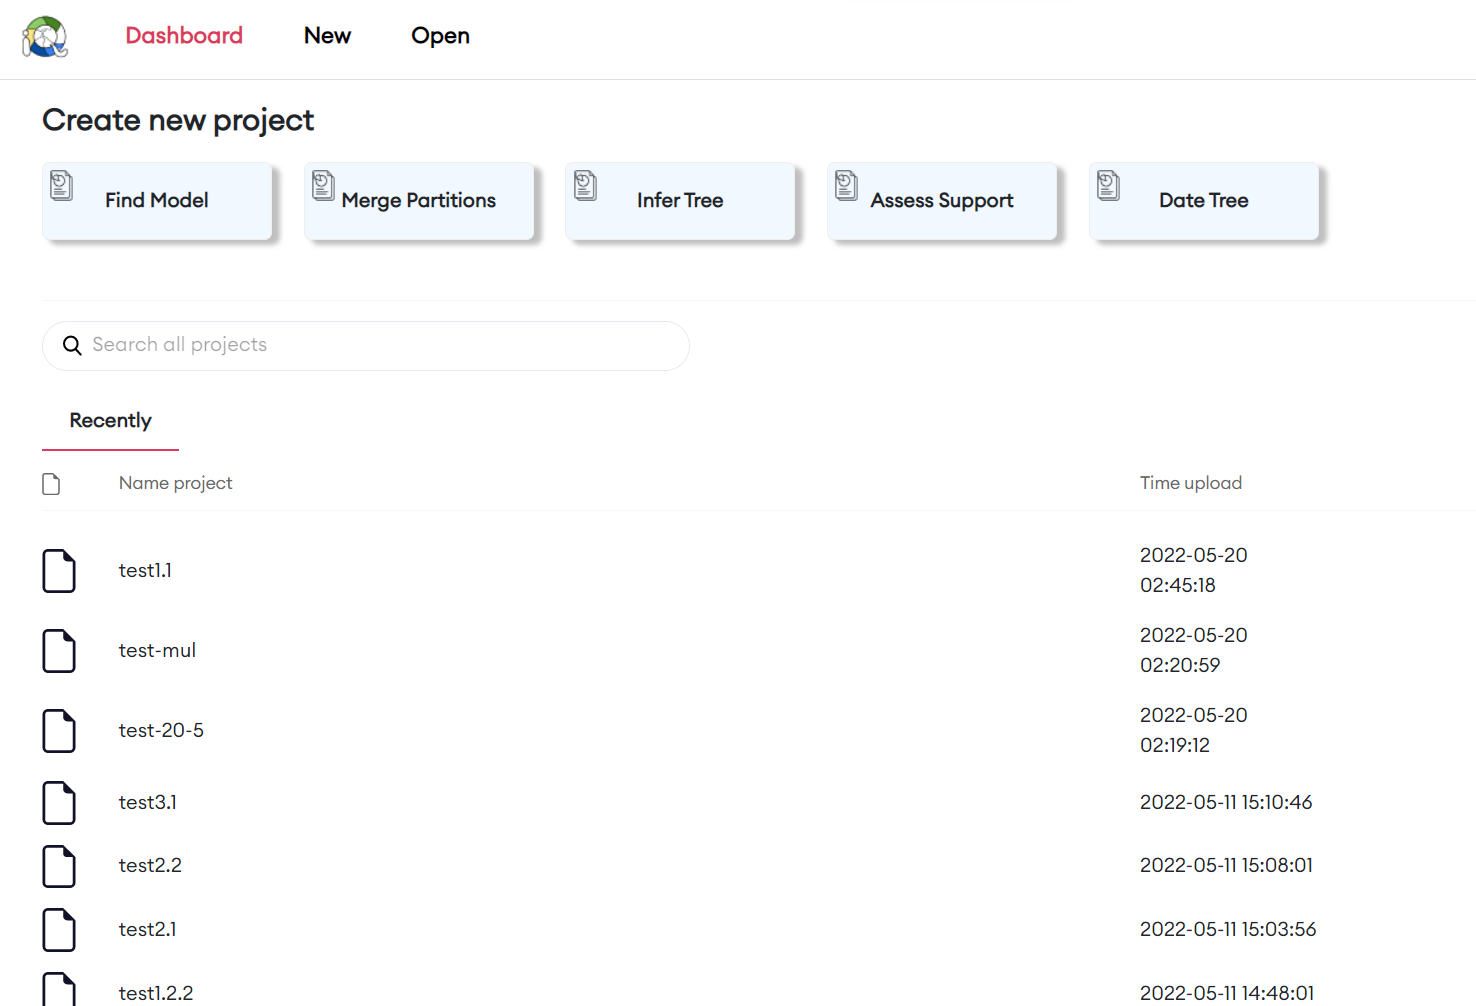 Dashboard New Open
Create new project
Find Model Merge Partitions Infer Tree Assess Support Date Tree
Search all projects
Recently
Name project Time upload
test1.1 2022-05-20
02:45:18
test-mul 2022-05-20
02:20:59
test-20-5 2022-05-20
02:19:12
test3.1 2022-05-11 15:10:46
test2.2 2022-05-11 15:08:01
test2.1 2022-05-11 15:03:56
test1.2.2 2022-05-11 14:48:01